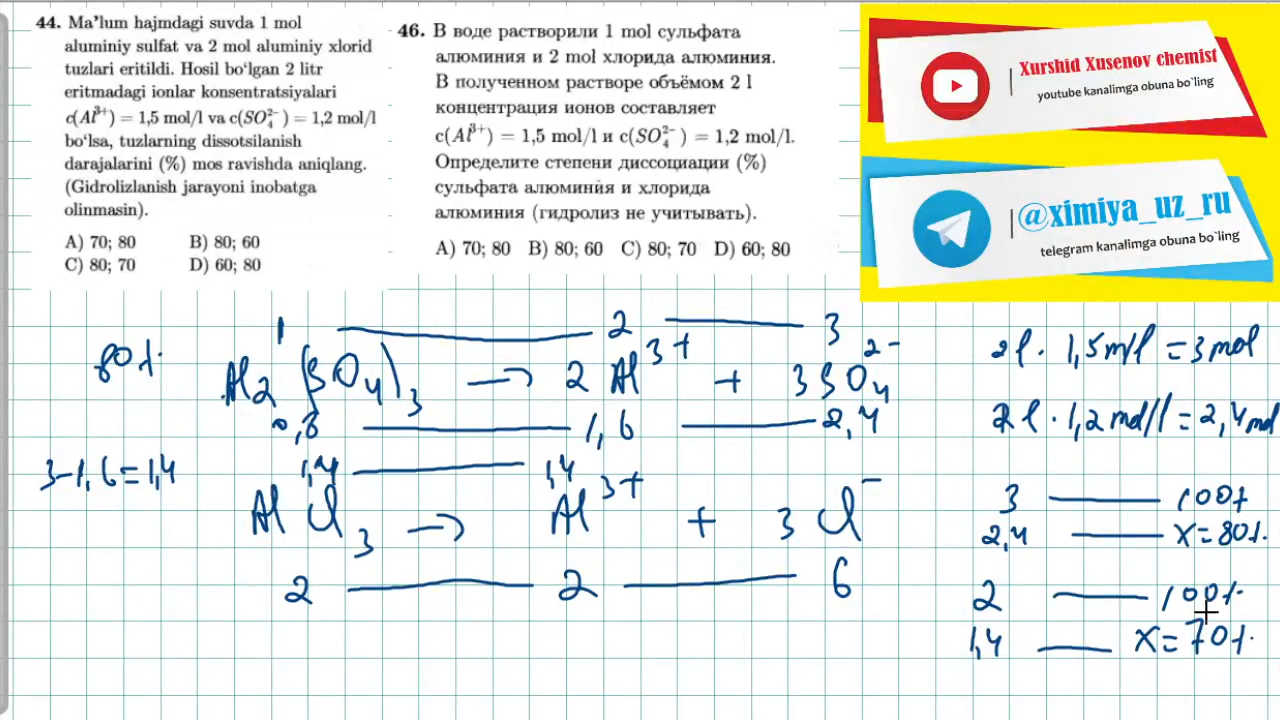 44. Ma'lum hajmdagi suvda 1 mol
aluminiy sulfat va 2 mol aluminiy xlorid
tuzlari eritildi. Hosil bo'lgan 2 litr
eritmadagi ionlar konsentratsiyalari
c(Al³⁺) = 1,5 mol/l va c(SO₄²⁻) = 1,2 mol/l
bo'lsa, tuzlarning dissotsilanish
darajalarini (%) mos ravishda aniqlang.
(Gidrolizlanish jarayoni inobatga
olinmasin).
A) 70; 80 B) 80; 60
C) 80; 70 D) 60; 80
46. В воде растворили 1 mol сульфата
алюминия и 2 mol хлорида алюминия.
В полученном растворе объёмом 2 l
концентрация ионов составляет
c(Al³⁺) = 1,5 mol/l и c(SO₄²⁻) = 1,2 mol/l.
Определите степени диссоциации (%)
сульфата алюминия и хлорида
алюминия (гидролиз не учитывать).
A) 70; 80 B) 80; 60 C) 80; 70 D) 60; 80
Xurshid Xusenov chemist
youtube kanalimga obuna bo`ling
@ximiya_uz_ru
telegram kanalimga obuna bo`ling
1 2 3
80%
Al₂(SO₄)₃ → 2Al³⁺ + 3SO₄²⁻
0,8 1,6 2,4
3-1,6=1,4
1,4 1,4
AlCl₃ → Al³⁺ + 3Cl⁻
2 2 6
2l · 1,5m/l = 3mol
2l · 1,2mol/l = 2,4mol
3 — 100%
2,4 — x=80%
2 — 100%
1,4 — x=70%